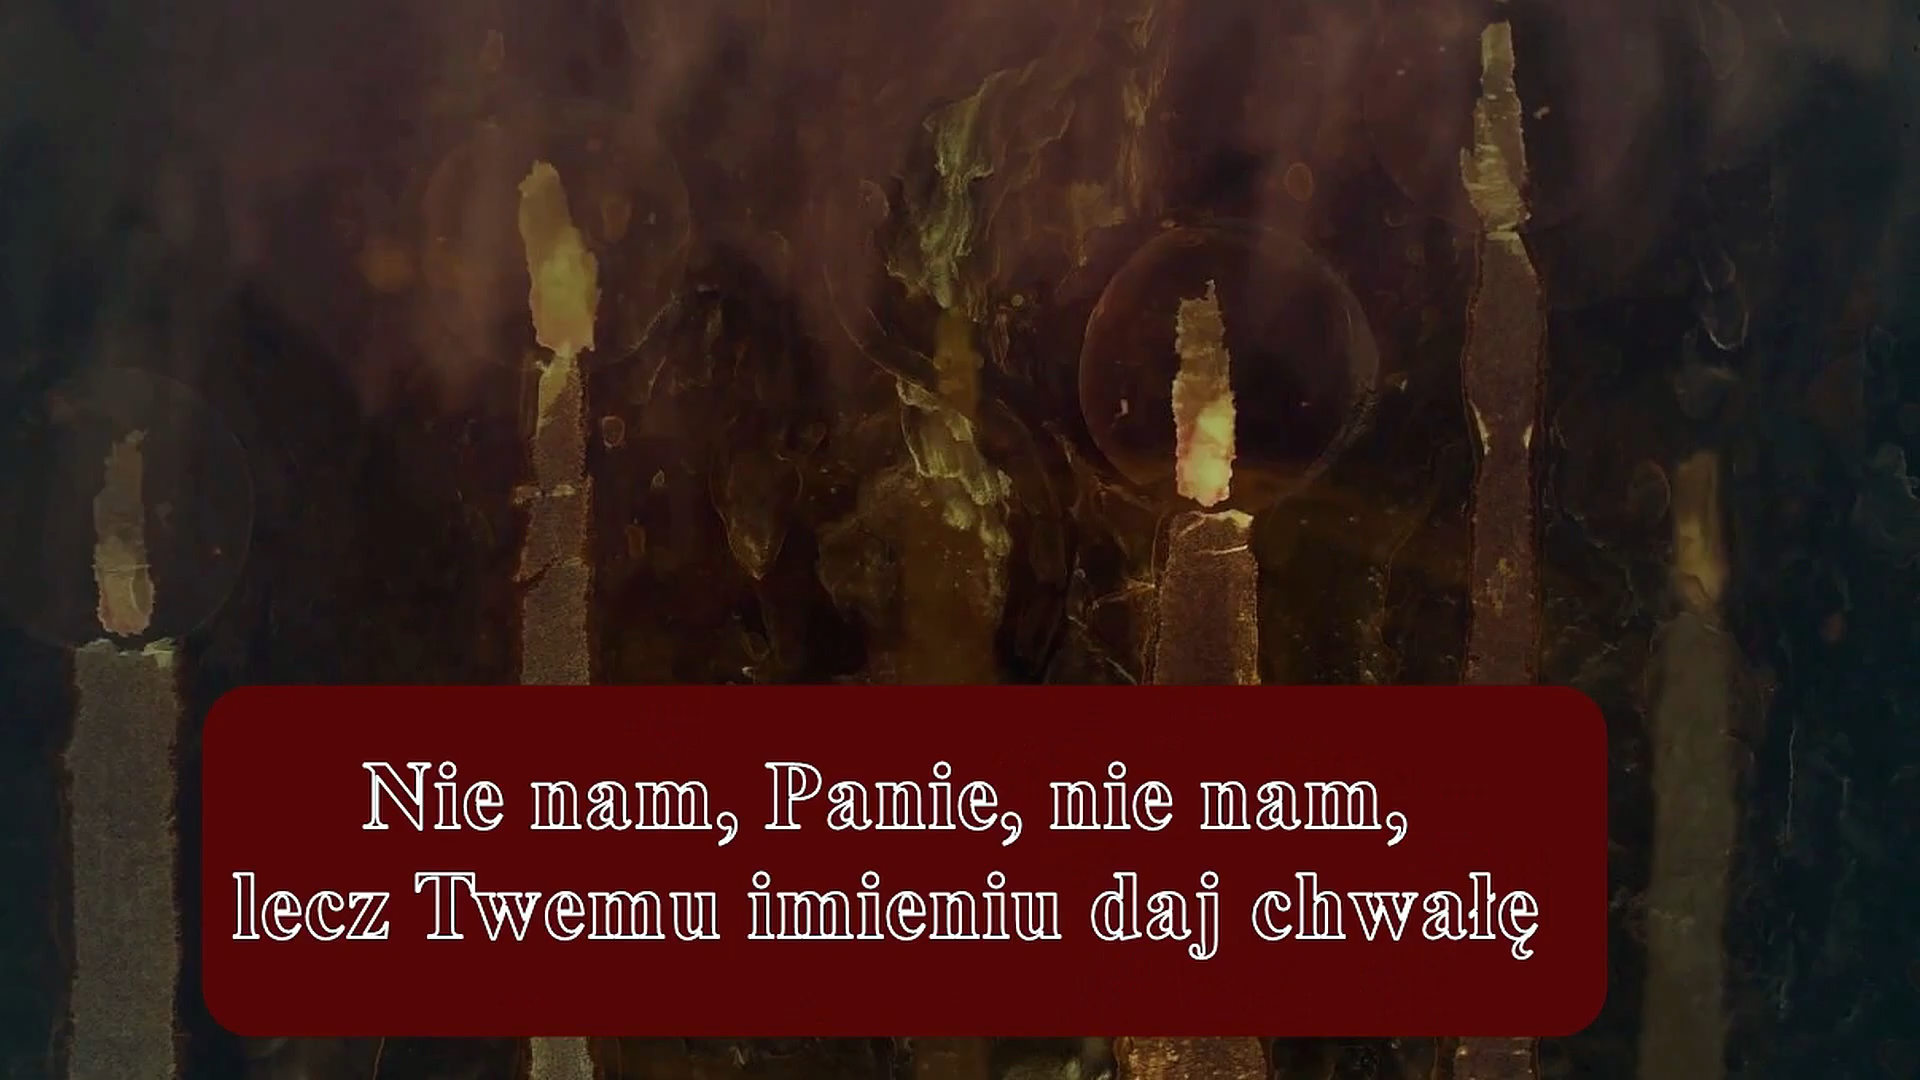 Nie nam, Panie, nie nam,
lecz Twemu imieniu daj chwałę